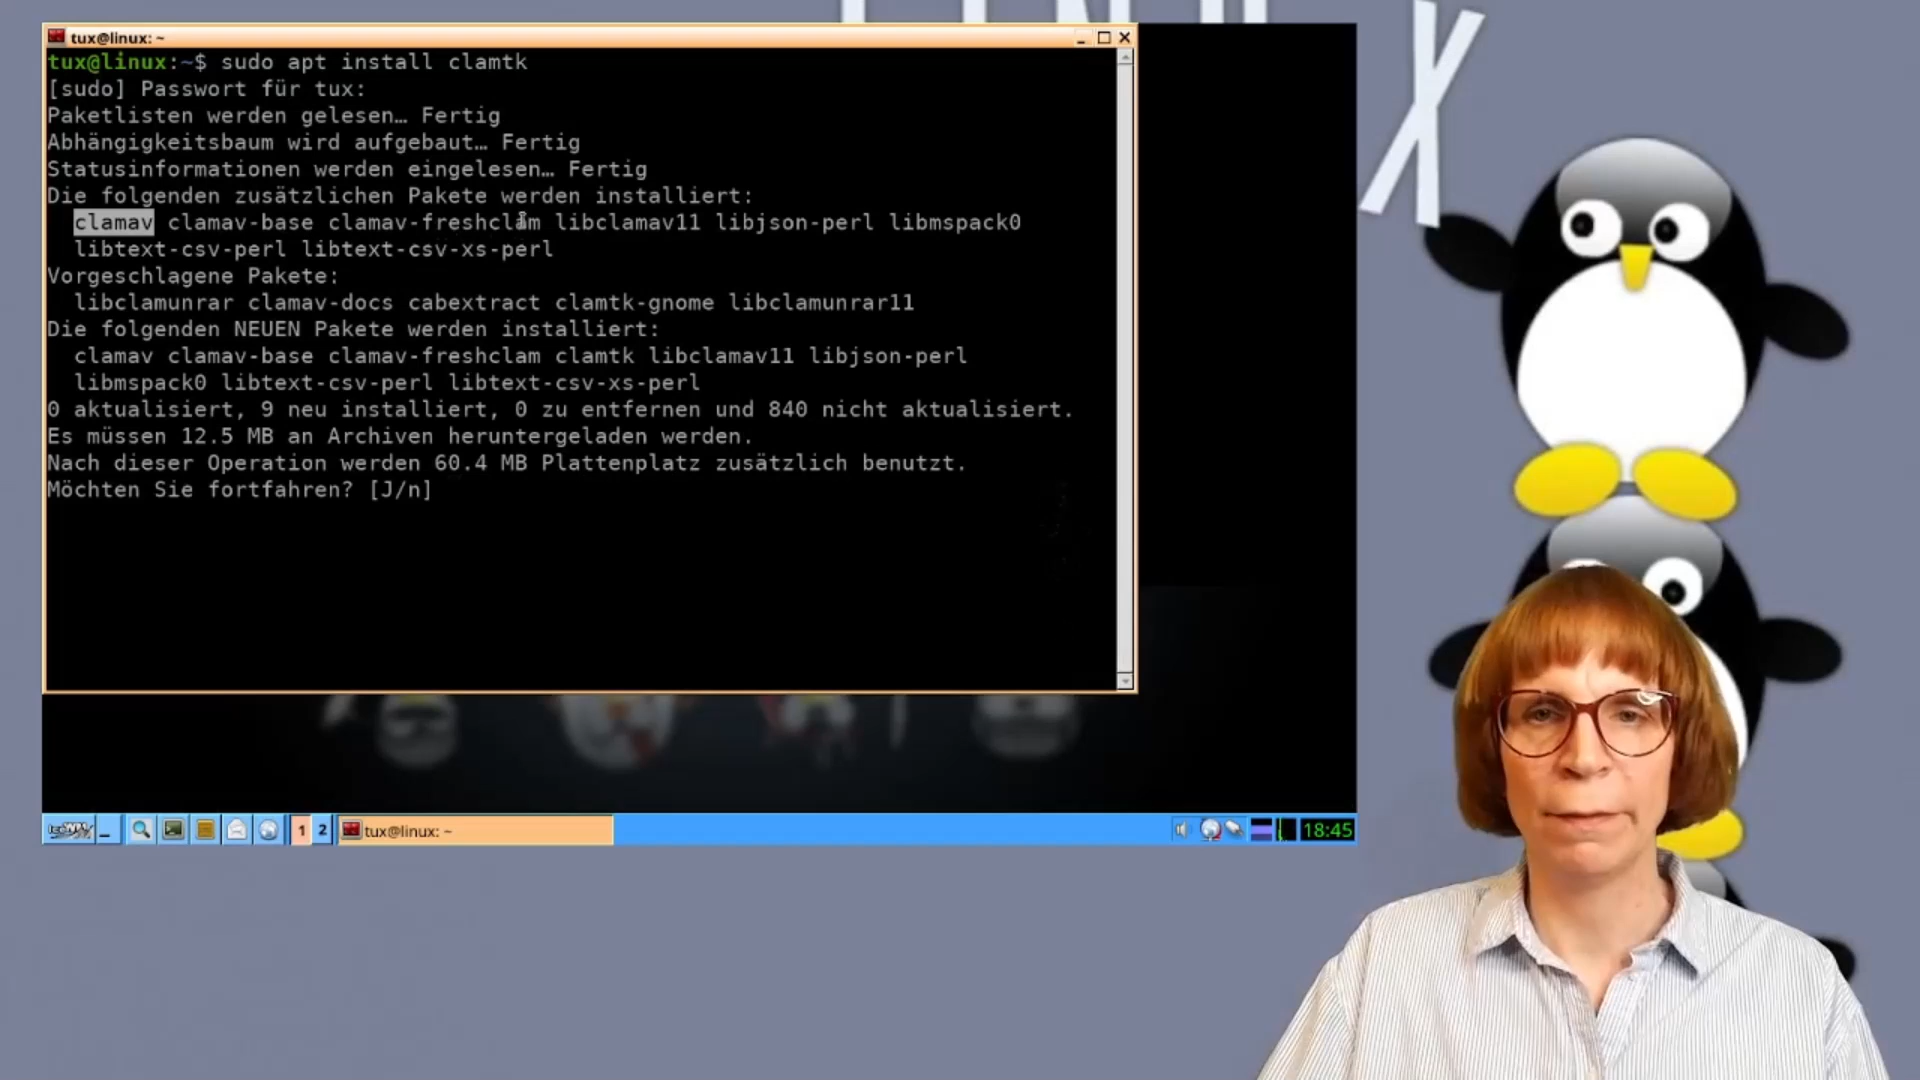 LINUX
tux@linux: ~
tux@linux:~$ sudo apt install clamtk
[sudo] Passwort für tux:
Paketlisten werden gelesen… Fertig
Abhängigkeitsbaum wird aufgebaut… Fertig
Statusinformationen werden eingelesen… Fertig
Die folgenden zusätzlichen Pakete werden installiert:
clamav clamav-base clamav-freshclam libclamav11 libjson-perl libmspack0
libtext-csv-perl libtext-csv-xs-perl
Vorgeschlagene Pakete:
libclamunrar clamav-docs cabextract clamtk-gnome libclamunrar11
Die folgenden NEUEN Pakete werden installiert:
clamav clamav-base clamav-freshclam clamtk libclamav11 libjson-perl
libmspack0 libtext-csv-perl libtext-csv-xs-perl
0 aktualisiert, 9 neu installiert, 0 zu entfernen und 840 nicht aktualisiert.
Es müssen 12.5 MB an Archiven heruntergeladen werden.
Nach dieser Operation werden 60.4 MB Plattenplatz zusätzlich benutzt.
Möchten Sie fortfahren? [J/n]
IceWM 1 2 tux@linux: ~ 18:45